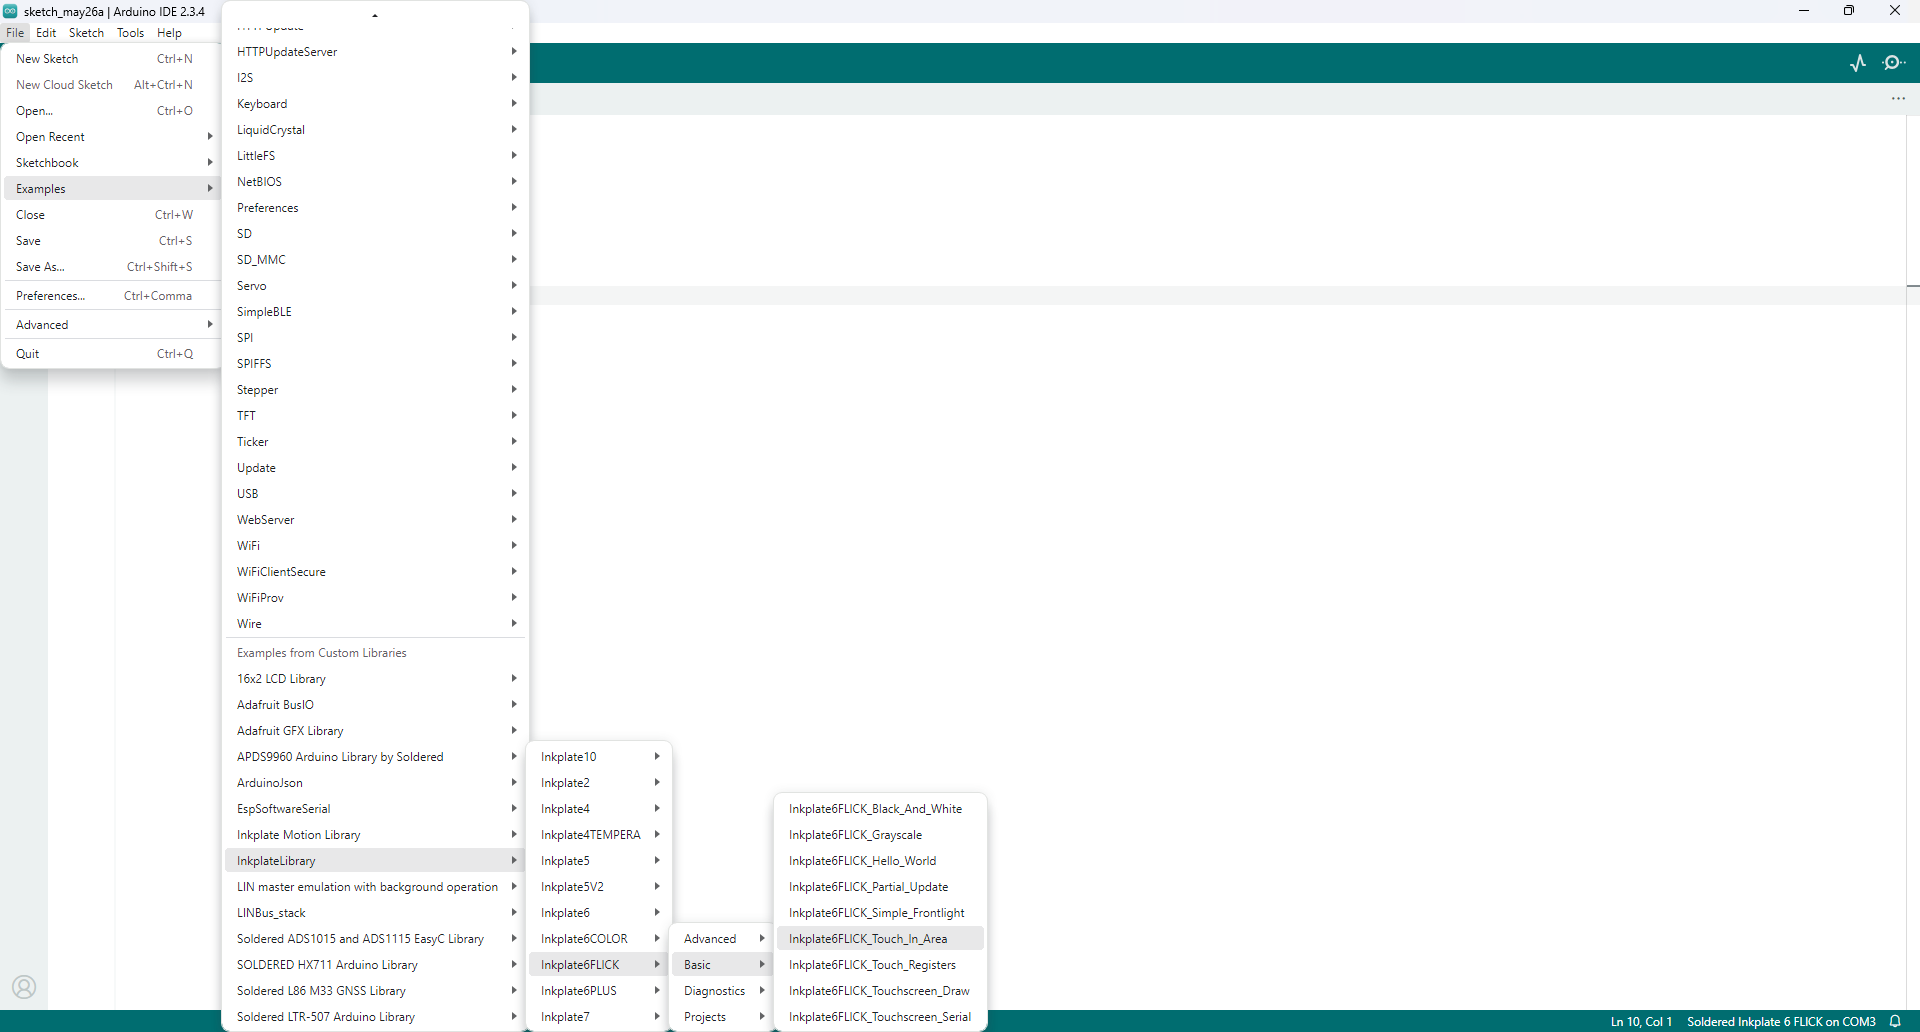 sketch_may26a | Arduino IDE 2.3.4
File Edit Sketch Tools Help
New Sketch Ctrl+N
New Cloud Sketch Alt+Ctrl+N
Open... Ctrl+O
Open Recent
Sketchbook
Examples
Close Ctrl+W
Save Ctrl+S
Save As... Ctrl+Shift+S
Preferences... Ctrl+Comma
Advanced
Quit Ctrl+Q
HTTPUpdateServer
I2S
Keyboard
LiquidCrystal
LittleFS
NetBIOS
Preferences
SD
SD_MMC
Servo
SimpleBLE
SPI
SPIFFS
Stepper
TFT
Ticker
Update
USB
WebServer
WiFi
WiFiClientSecure
WiFiProv
Wire
Examples from Custom Libraries
16x2 LCD Library
Adafruit BusIO
Adafruit GFX Library
APDS9960 Arduino Library by Soldered
ArduinoJson
EspSoftwareSerial
Inkplate Motion Library
InkplateLibrary
LIN master emulation with background operation
LINBus_stack
Soldered ADS1015 and ADS1115 EasyC Library
SOLDERED HX711 Arduino Library
Soldered L86 M33 GNSS Library
Soldered LTR-507 Arduino Library
Inkplate10
Inkplate2
Inkplate4
Inkplate4TEMPERA
Inkplate5
Inkplate5V2
Inkplate6
Inkplate6COLOR
Inkplate6FLICK
Inkplate6PLUS
Inkplate7
Advanced
Basic
Diagnostics
Projects
Inkplate6FLICK_Black_And_White
Inkplate6FLICK_Grayscale
Inkplate6FLICK_Hello_World
Inkplate6FLICK_Partial_Update
Inkplate6FLICK_Simple_Frontlight
Inkplate6FLICK_Touch_In_Area
Inkplate6FLICK_Touch_Registers
Inkplate6FLICK_Touchscreen_Draw
Inkplate6FLICK_Touchscreen_Serial
Ln 10, Col 1 Soldered Inkplate 6 FLICK on COM3